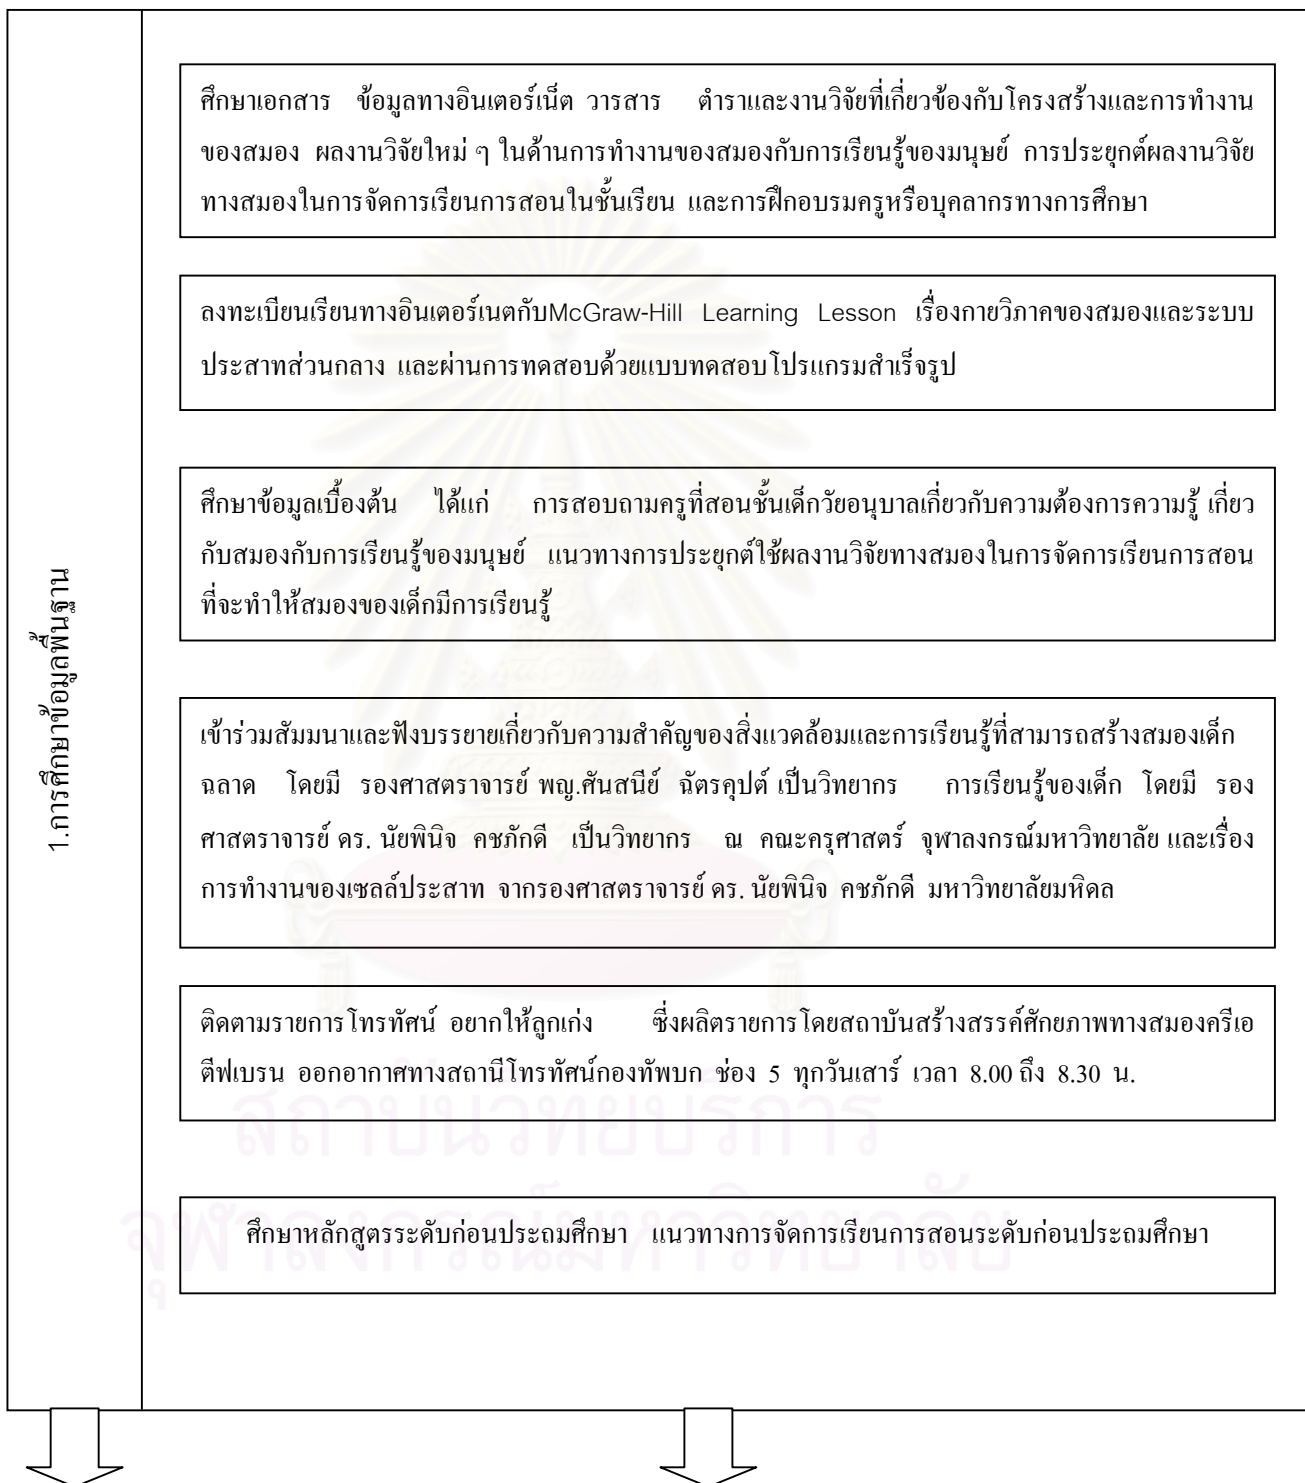 1.การศึกษาข้อมูลพื้นฐาน
ศึกษาเอกสาร ข้อมูลทางอินเตอร์เน็ต วารสาร ตำราและงานวิจัยที่เกี่ยวข้องกับโครงสร้างและการทำงาน
ของสมอง ผลงานวิจัยใหม่ ๆ ในด้านการทำงานของสมองกับการเรียนรู้ของมนุษย์ การประยุกต์ผลงานวิจัย
ทางสมองในการจัดการเรียนการสอนในชั้นเรียน และการฝึกอบรมครูหรือบุคลากรทางการศึกษา
ลงทะเบียนเรียนทางอินเตอร์เนตกับMcGraw-Hill Learning Lesson เรื่องกายวิภาคของสมองและระบบ
ประสาทส่วนกลาง และผ่านการทดสอบด้วยแบบทดสอบโปรแกรมสำเร็จรูป
ศึกษาข้อมูลเบื้องต้น ได้แก่ การสอบถามครูที่สอนชั้นเด็กวัยอนุบาลเกี่ยวกับความต้องการความรู้ เกี่ยว
กับสมองกับการเรียนรู้ของมนุษย์ แนวทางการประยุกต์ใช้ผลงานวิจัยทางสมองในการจัดการเรียนการสอน
ที่จะทำให้สมองของเด็กมีการเรียนรู้
เข้าร่วมสัมมนาและฟังบรรยายเกี่ยวกับความสำคัญของสิ่งแวดล้อมและการเรียนรู้ที่สามารถสร้างสมองเด็ก
ฉลาด โดยมี รองศาสตราจารย์ พญ.ศันสนีย์ ฉัตรคุปต์ เป็นวิทยากร การเรียนรู้ของเด็ก โดยมี รอง
ศาสตราจารย์ ดร. นัยพินิจ คชภักดี เป็นวิทยากร ณ คณะครุศาสตร์ จุฬาลงกรณ์มหาวิทยาลัย และเรื่อง
การทำงานของเซลล์ประสาท จากรองศาสตราจารย์ ดร. นัยพินิจ คชภักดี มหาวิทยาลัยมหิดล
ติดตามรายการโทรทัศน์ อยากให้ลูกเก่ง ซึ่งผลิตรายการโดยสถาบันสร้างสรรค์ศักยภาพทางสมองครีเอ
ตีฟเบรน ออกอากาศทางสถานีโทรทัศน์กองทัพบก ช่อง 5 ทุกวันเสาร์ เวลา 8.00 ถึง 8.30 น.
สถาบันวิทยบริการ
ศึกษาหลักสูตรระดับก่อนประถมศึกษา แนวทางการจัดการเรียนการสอนระดับก่อนประถมศึกษา
จุฬาลงกรณ์มหาวิทยาลัย